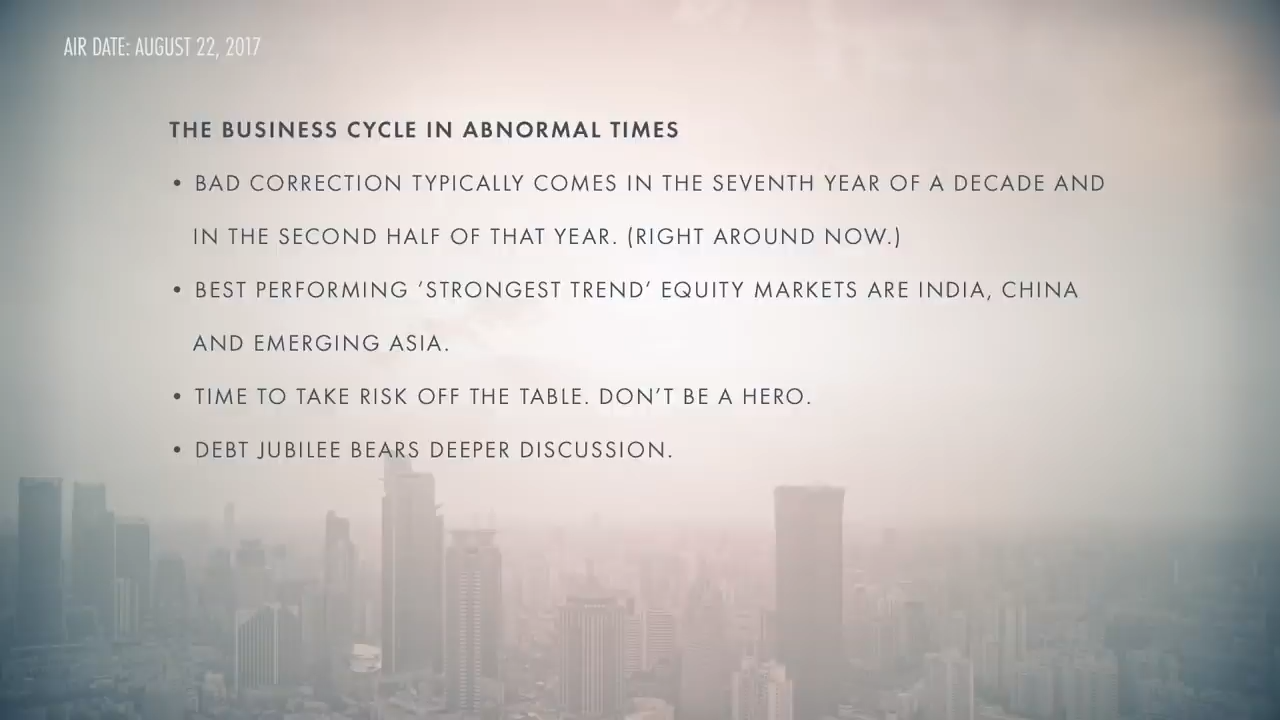 AIR DATE: AUGUST 22, 2017
THE BUSINESS CYCLE IN ABNORMAL TIMES
• BAD CORRECTION TYPICALLY COMES IN THE SEVENTH YEAR OF A DECADE AND
IN THE SECOND HALF OF THAT YEAR. (RIGHT AROUND NOW.)
• BEST PERFORMING ‘STRONGEST TREND’ EQUITY MARKETS ARE INDIA, CHINA
AND EMERGING ASIA.
• TIME TO TAKE RISK OFF THE TABLE. DON’T BE A HERO.
• DEBT JUBILEE BEARS DEEPER DISCUSSION.